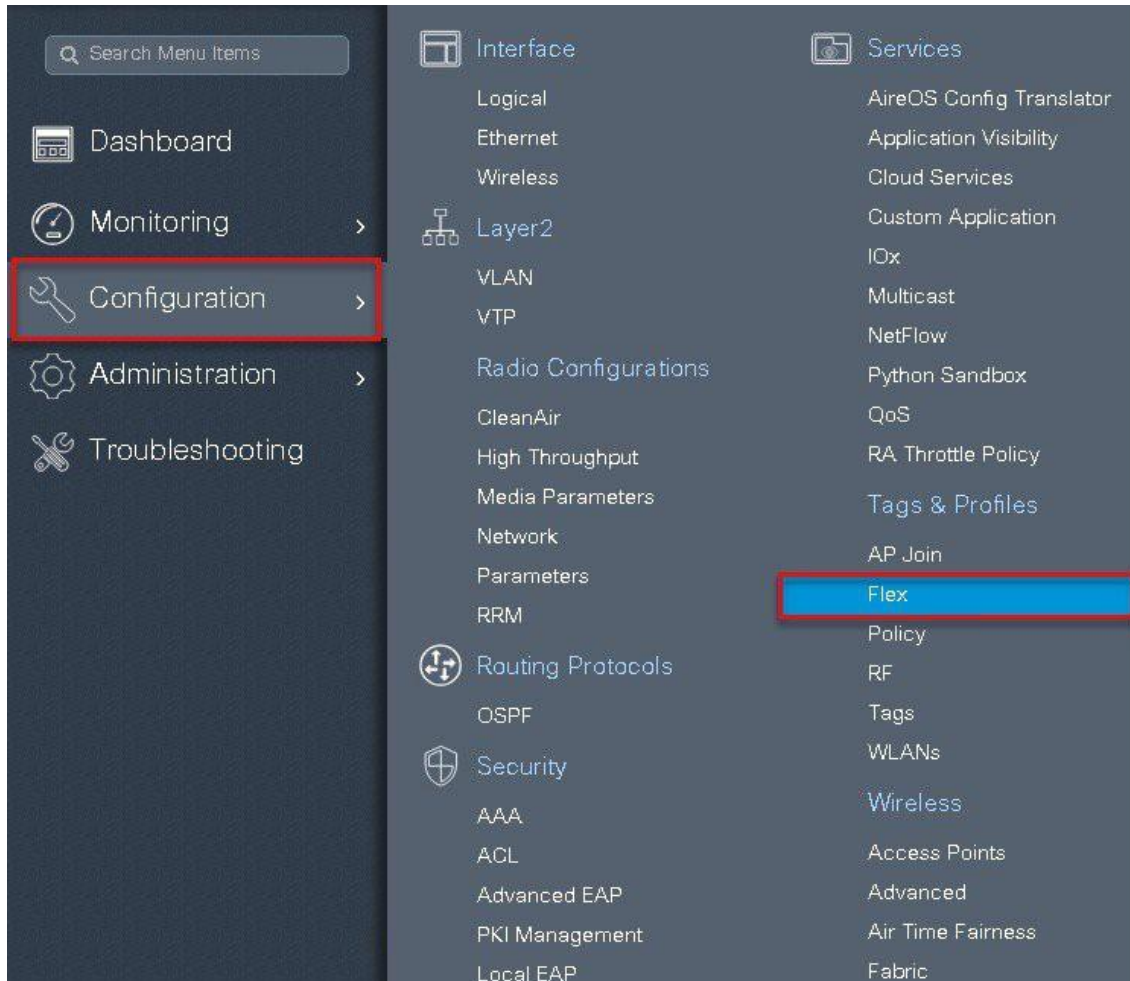 Search Menu Items
Dashboard
Monitoring
Configuration
Administration
Troubleshooting
Interface
Logical
Ethernet
Wireless
Layer2
VLAN
VTP
Radio Configurations
CleanAir
High Throughput
Media Parameters
Network
Parameters
RRM
Routing Protocols
OSPF
Security
AAA
ACL
Advanced EAP
PKI Management
Local EAP
Services
AireOS Config Translator
Application Visibility
Cloud Services
Custom Application
IOx
Multicast
NetFlow
Python Sandbox
QoS
RA Throttle Policy
Tags & Profiles
AP Join
Flex
Policy
RF
Tags
WLANs
Wireless
Access Points
Advanced
Air Time Fairness
Fabric